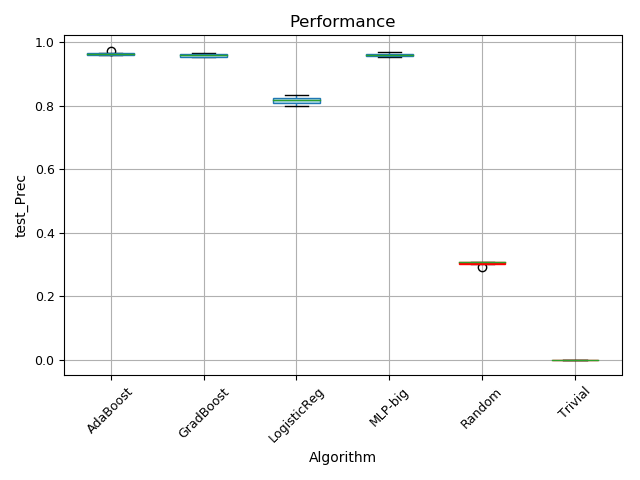 Performance
1.0
0.8
0.6
0.4
0.2
0.0
test_Prec
AdaBoost
GradBoost
LogisticReg
MLP-big
Random
Trivial
Algorithm